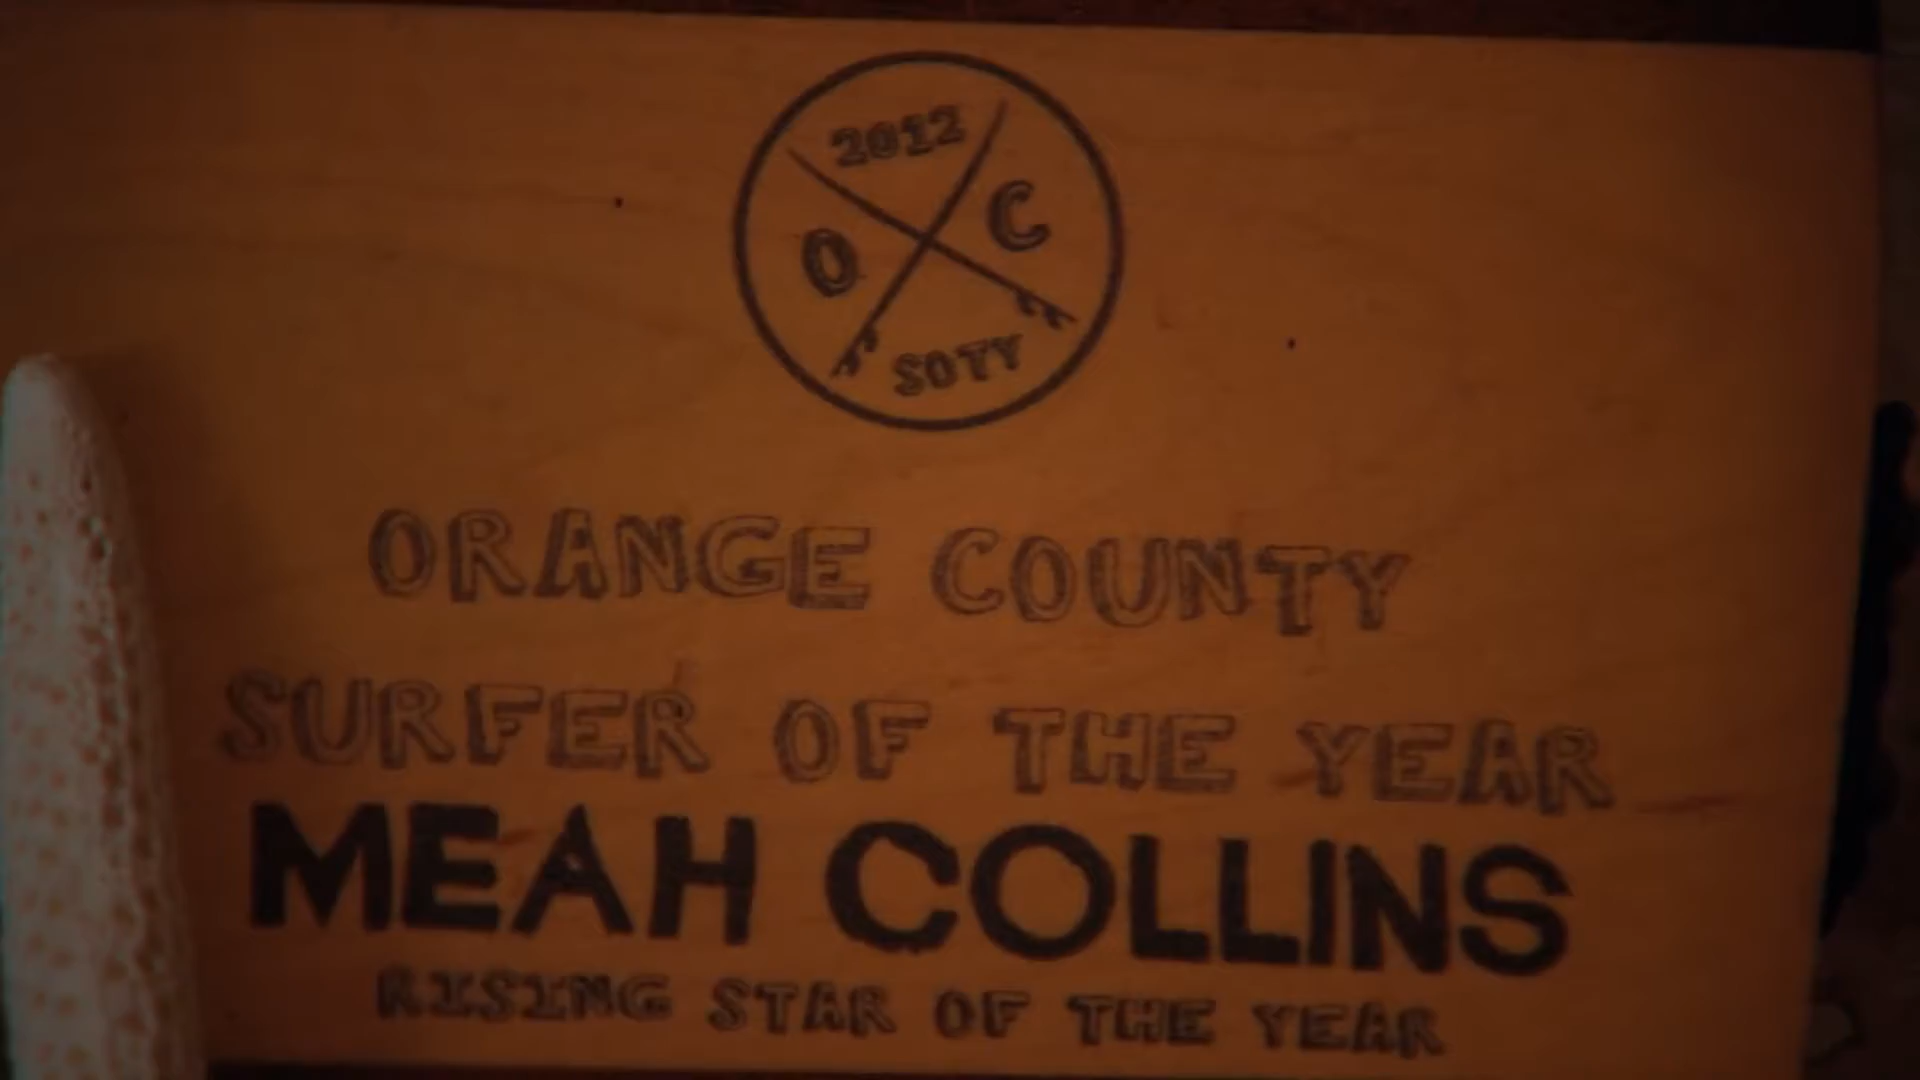 2012
O C
SOTY
ORANGE COUNTY
SURFER OF THE YEAR
MEAH COLLINS
RISING STAR OF THE YEAR